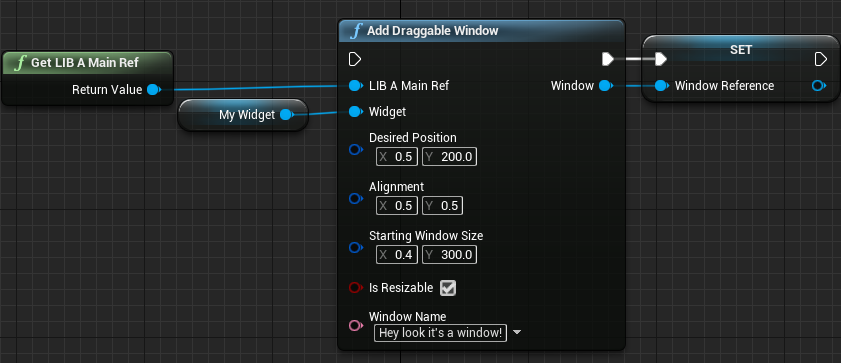 Add Draggable Window
SET
Get LIB A Main Ref
Return Value
LIB A Main Ref
Window
Window Reference
My Widget
Widget
Desired Position
X 0.5 Y 200.0
Alignment
X 0.5 Y 0.5
Starting Window Size
X 0.4 Y 300.0
Is Resizable
Window Name
Hey look it's a window!